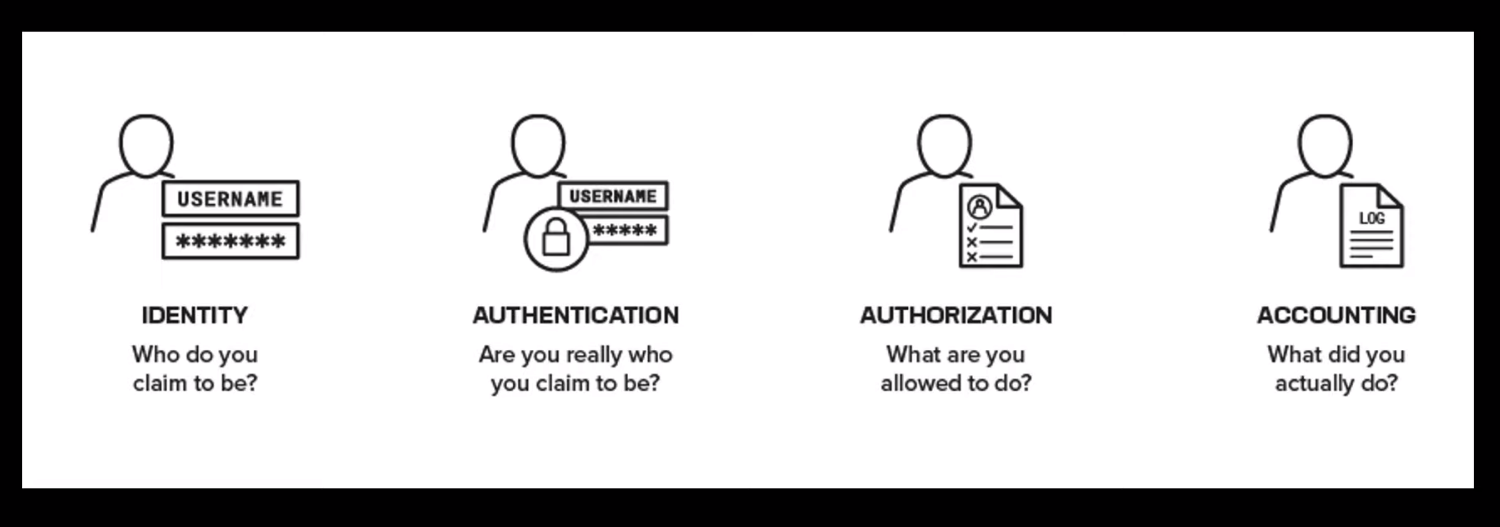 USERNAME
*******
IDENTITY
Who do you
claim to be?
USERNAME
*****
AUTHENTICATION
Are you really who
you claim to be?
AUTHORIZATION
What are you
allowed to do?
LOG
ACCOUNTING
What did you
actually do?